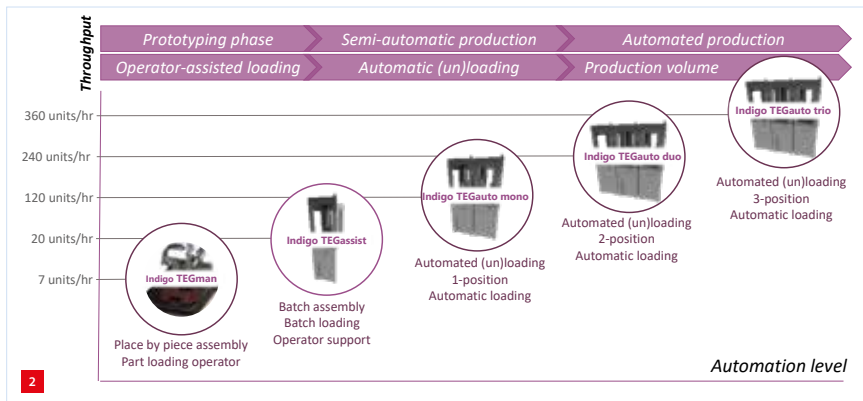 Throughput
Prototyping phase
Semi-automatic production
Automated production
Operator-assisted loading
Automatic (un)loading
Production volume
360 units/hr
240 units/hr
120 units/hr
20 units/hr
7 units/hr
Indigo TEGman
Place by piece assembly
Part loading operator
Indigo TEGassist
Batch assembly
Batch loading
Operator support
Indigo TEGauto mono
Automated (un)loading
1-position
Automatic loading
Indigo TEGauto duo
Automated (un)loading
2-position
Automatic loading
Indigo TEGauto trio
Automated (un)loading
3-position
Automatic loading
Automation level
2